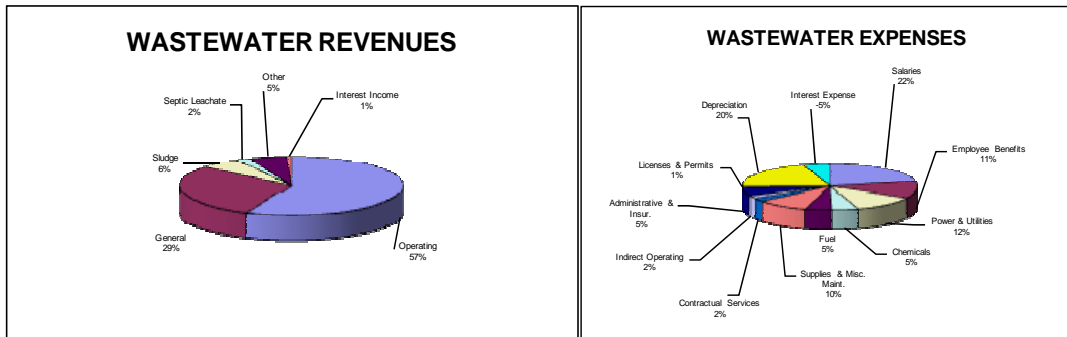 WASTEWATER REVENUES
Other
5%
Interest Income
1%
Septic Leachate
2%
Sludge
6%
General
29%
Operating
57%
WASTEWATER EXPENSES
Salaries
22%
Interest Expense
-5%
Depreciation
20%
Employee Benefits
11%
Licenses & Permits
1%
Administrative &
Insur.
5%
Power & Utilities
12%
Fuel
5%
Chemicals
5%
Indirect Operating
2%
Supplies & Misc.
Maint.
10%
Contractual Services
2%